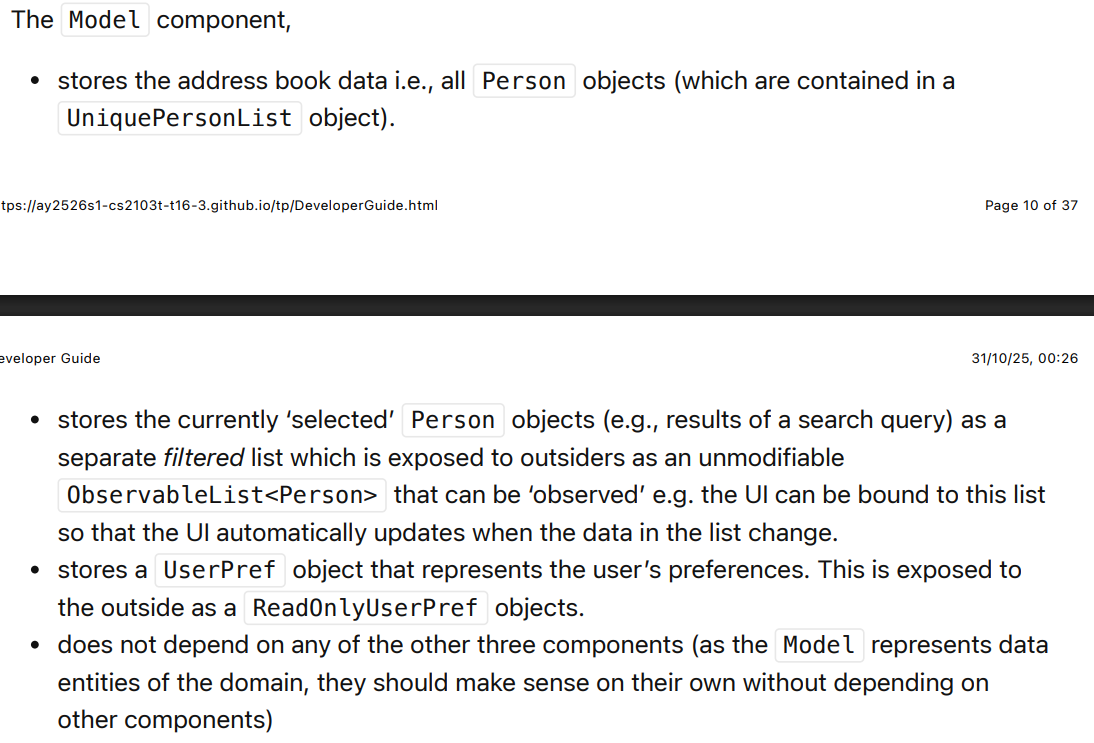 The Model component,
• stores the address book data i.e., all Person objects (which are contained in a
UniquePersonList object).
tps://ay2526s1-cs2103t-t16-3.github.io/tp/DeveloperGuide.html Page 10 of 37
eveloper Guide 31/10/25, 00:26
• stores the currently ‘selected’ Person objects (e.g., results of a search query) as a
separate filtered list which is exposed to outsiders as an unmodifiable
ObservableList<Person> that can be ‘observed’ e.g. the UI can be bound to this list
so that the UI automatically updates when the data in the list change.
• stores a UserPref object that represents the user’s preferences. This is exposed to
the outside as a ReadOnlyUserPref objects.
• does not depend on any of the other three components (as the Model represents data
entities of the domain, they should make sense on their own without depending on
other components)